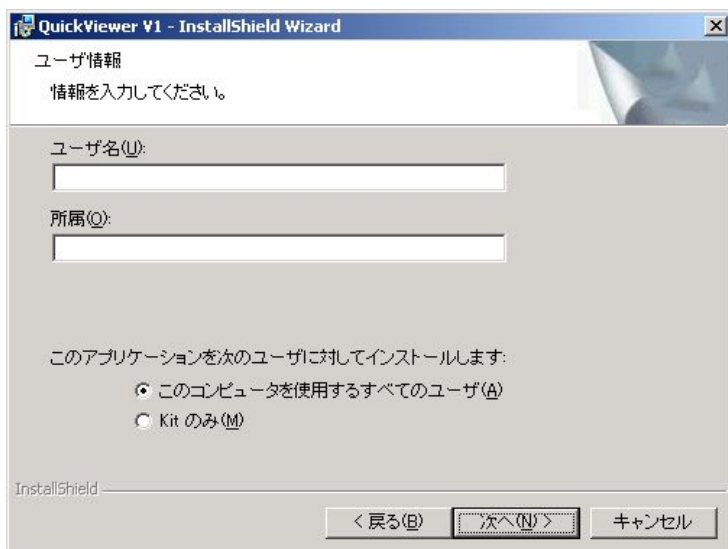 QuickViewer V1 - InstallShield Wizard
ユーザ情報
情報を入力してください。
ユーザ名(U):
所属(O):
このアプリケーションを次のユーザに対してインストールします:
このコンピュータを使用するすべてのユーザ(A)
Kit のみ(M)
InstallShield
< 戻る(B)
次へ(N) >
キャンセル